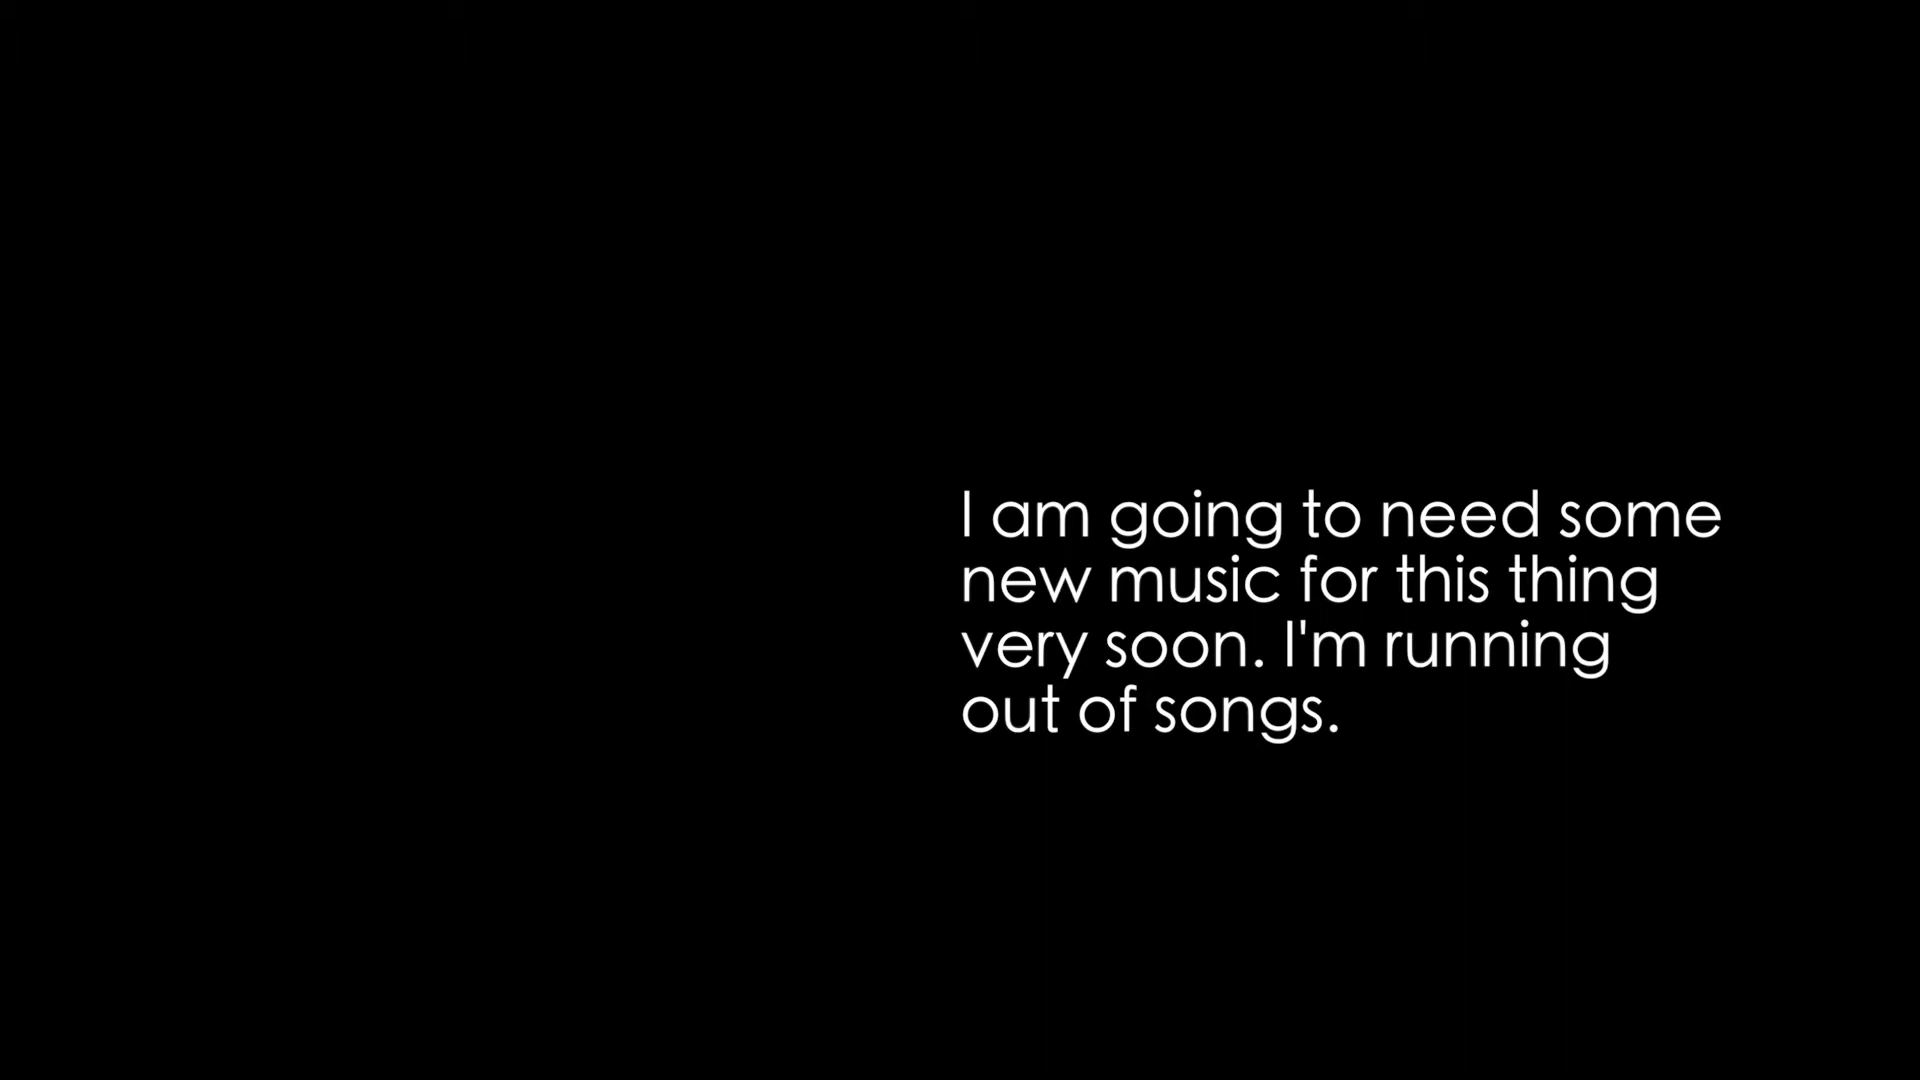 I am going to need some
new music for this thing
very soon. I'm running
out of songs.